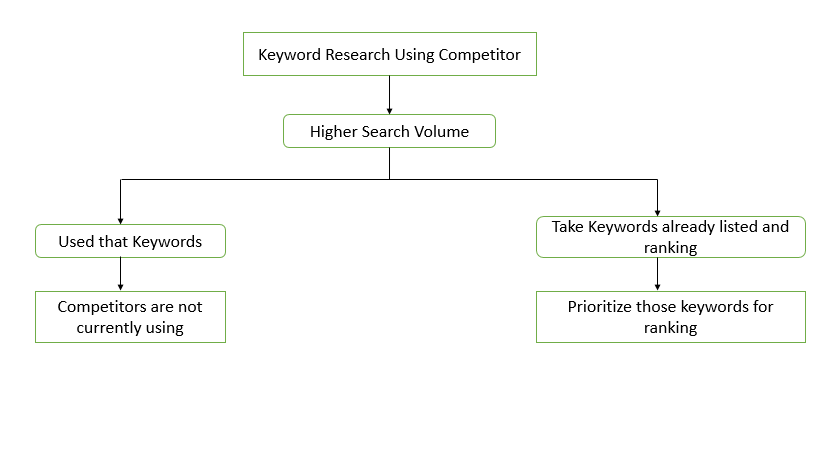 Keyword Research Using Competitor
Higher Search Volume
Used that Keywords
Take Keywords already listed and
ranking
Competitors are not
currently using
Prioritize those keywords for
ranking